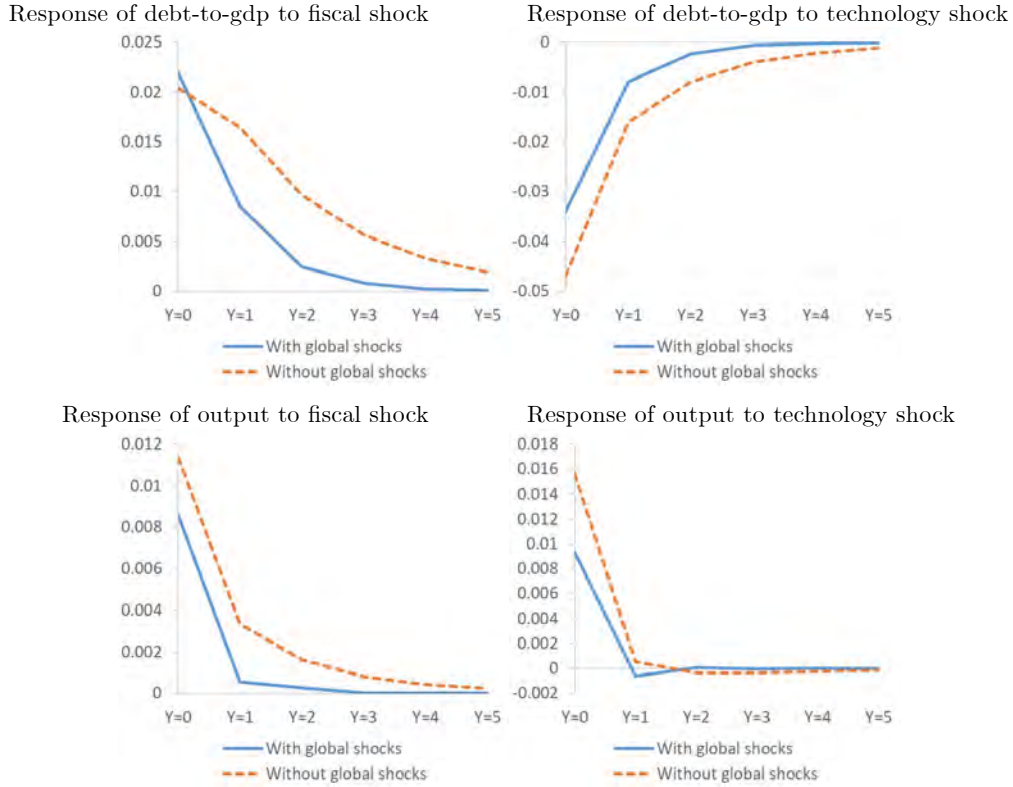 Response of debt-to-gdp to fiscal shock
0.025
0.02
0.015
0.01
0.005
0
Y=0 Y=1 Y=2 Y=3 Y=4 Y=5
With global shocks
Without global shocks
Response of debt-to-gdp to technology shock
0
-0.01
-0.02
-0.03
-0.04
-0.05
Y=0 Y=1 Y=2 Y=3 Y=4 Y=5
With global shocks
Without global shocks
Response of output to fiscal shock
0.012
0.01
0.008
0.006
0.004
0.002
0
Y=0 Y=1 Y=2 Y=3 Y=4 Y=5
With global shocks
Without global shocks
Response of output to technology shock
0.018
0.016
0.014
0.012
0.01
0.008
0.006
0.004
0.002
0
-0.002
Y=0 Y=1 Y=2 Y=3 Y=4 Y=5
With global shocks
Without global shocks